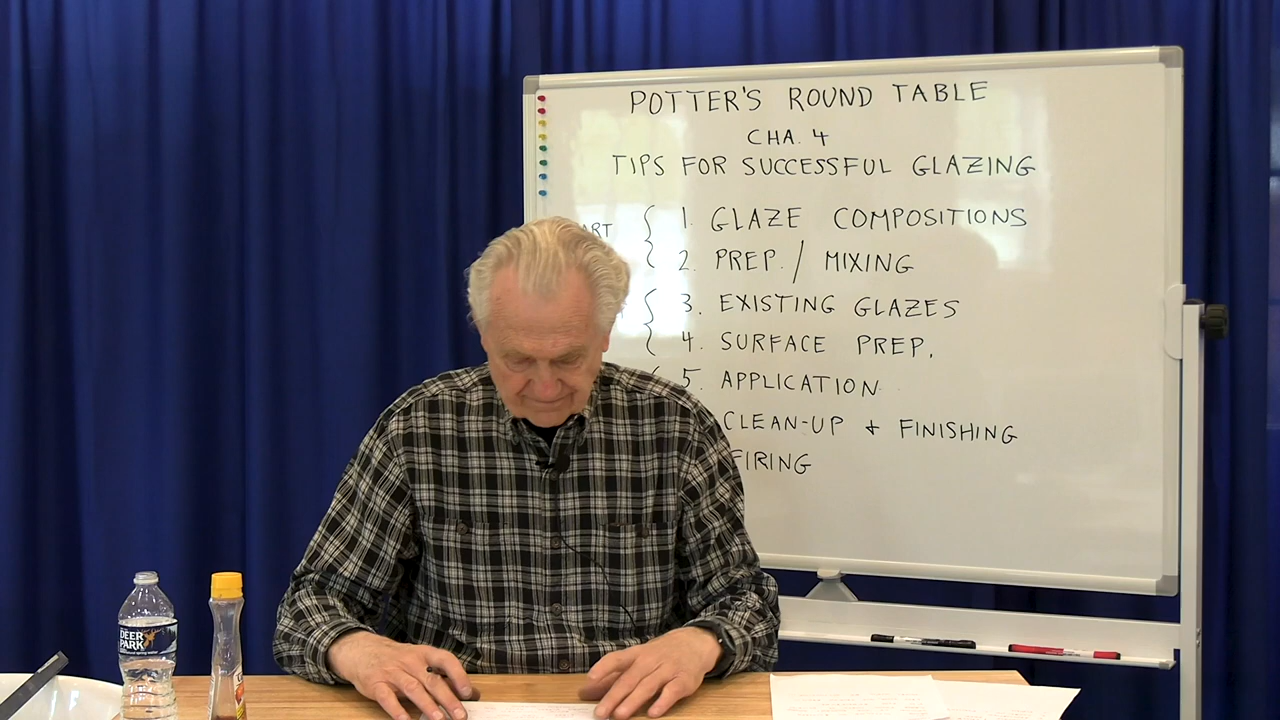 POTTER'S ROUND TABLE
CHA. 4
TIPS FOR SUCCESSFUL GLAZING
1. GLAZE COMPOSITIONS
2. PREP. / MIXING
3. EXISTING GLAZES
4. SURFACE PREP.
5. APPLICATION
CLEAN-UP + FINISHING
FIRING
DEER
PARK